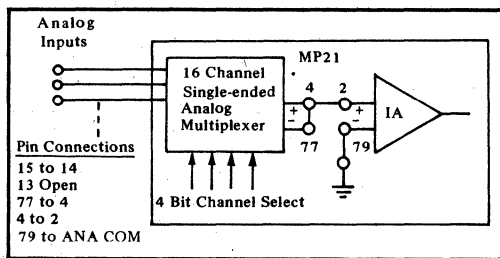 Analog
Inputs
MP21
16 Channel
Single-ended
Analog
Multiplexer
4
2
+
-
+
-
IA
77
79
Pin Connections
15 to 14
13 Open
77 to 4
4 to 2
79 to ANA COM
4 Bit Channel Select